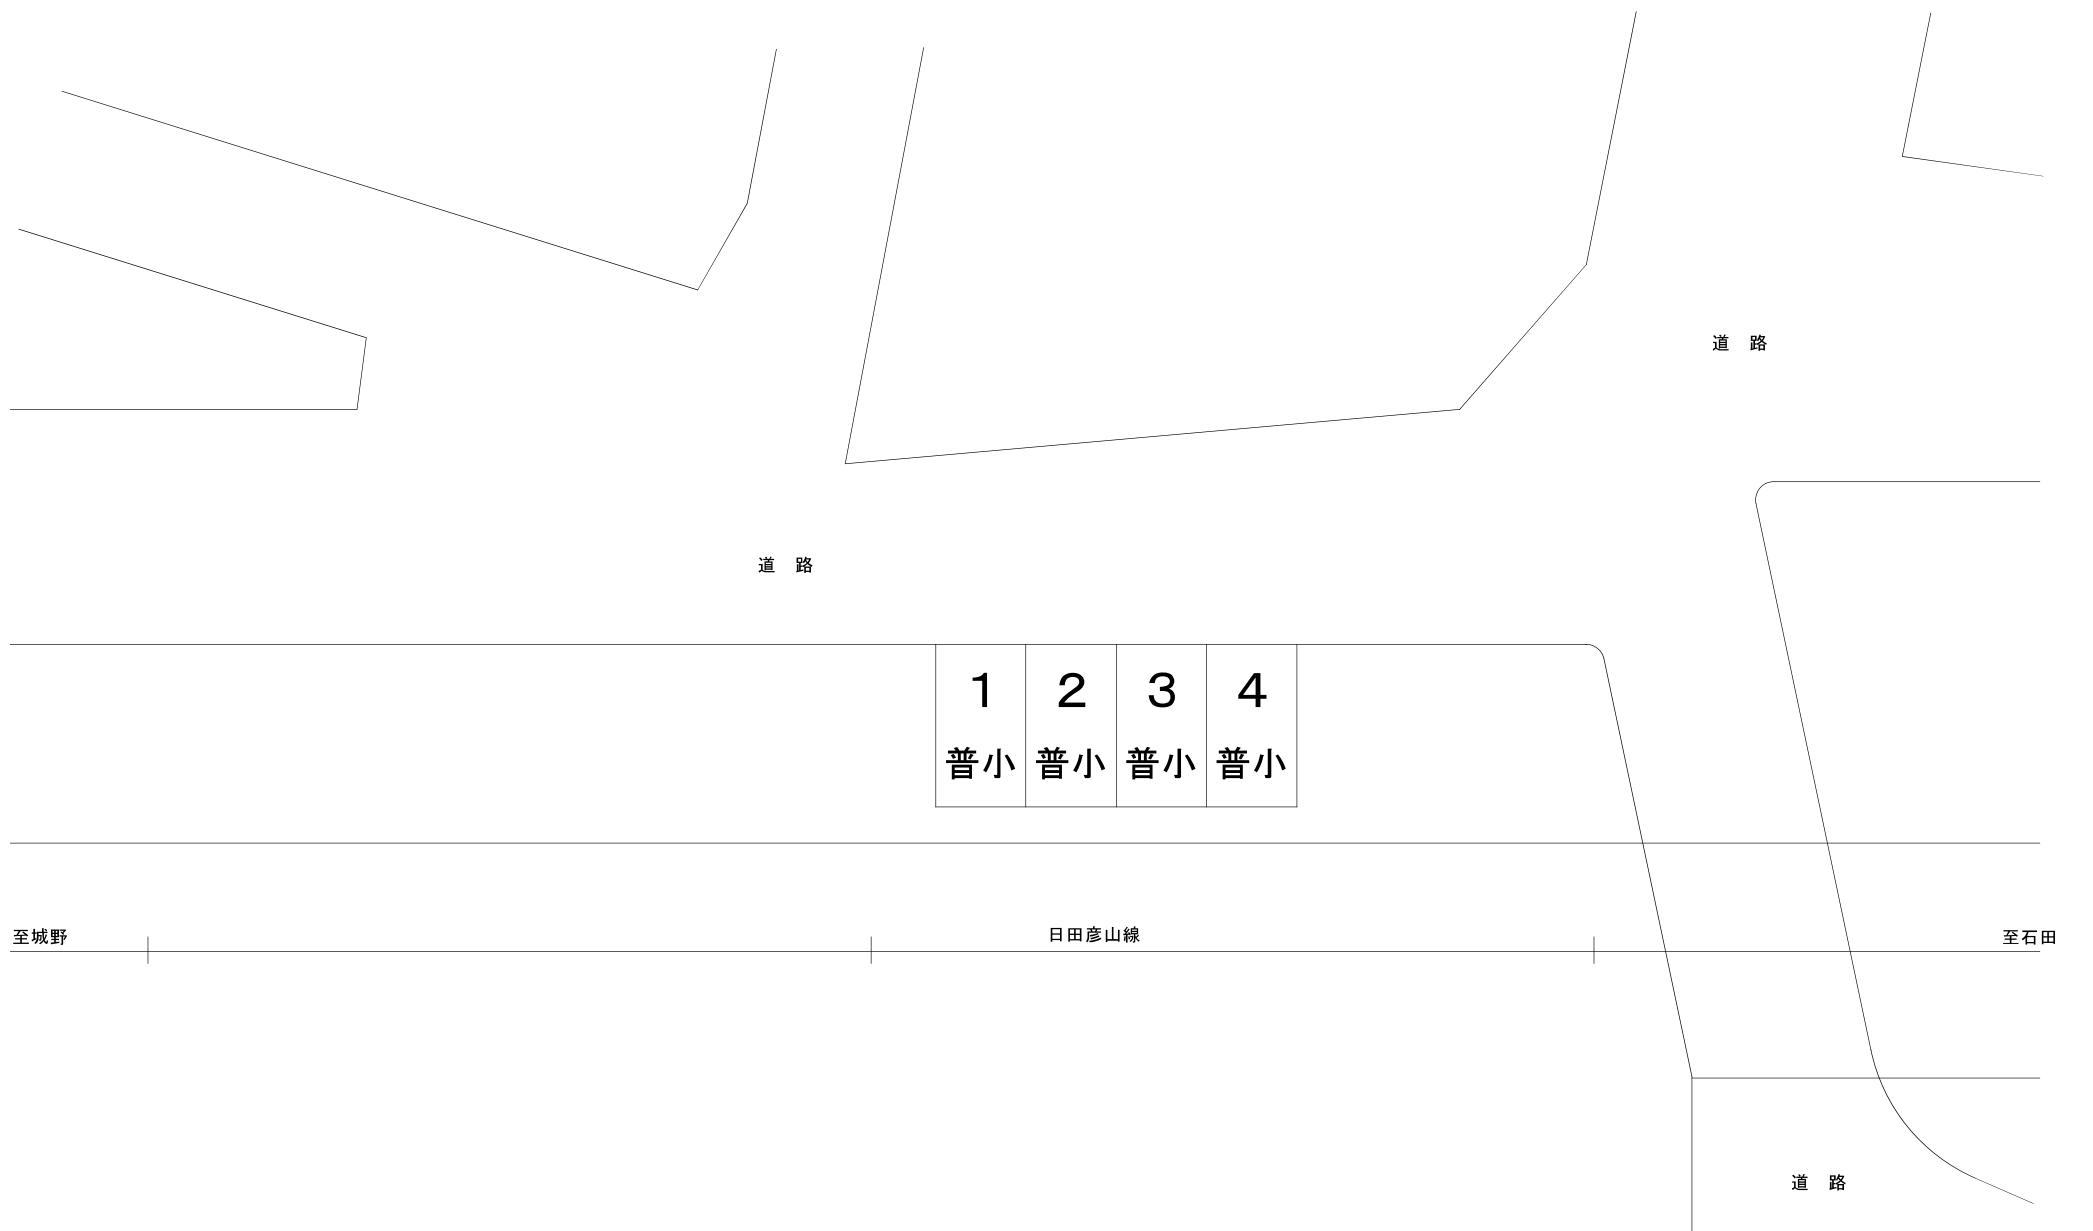 道　路
道　路
1 2 3 4
普小 普小 普小 普小
至城野 日田彦山線 至石田
道　路